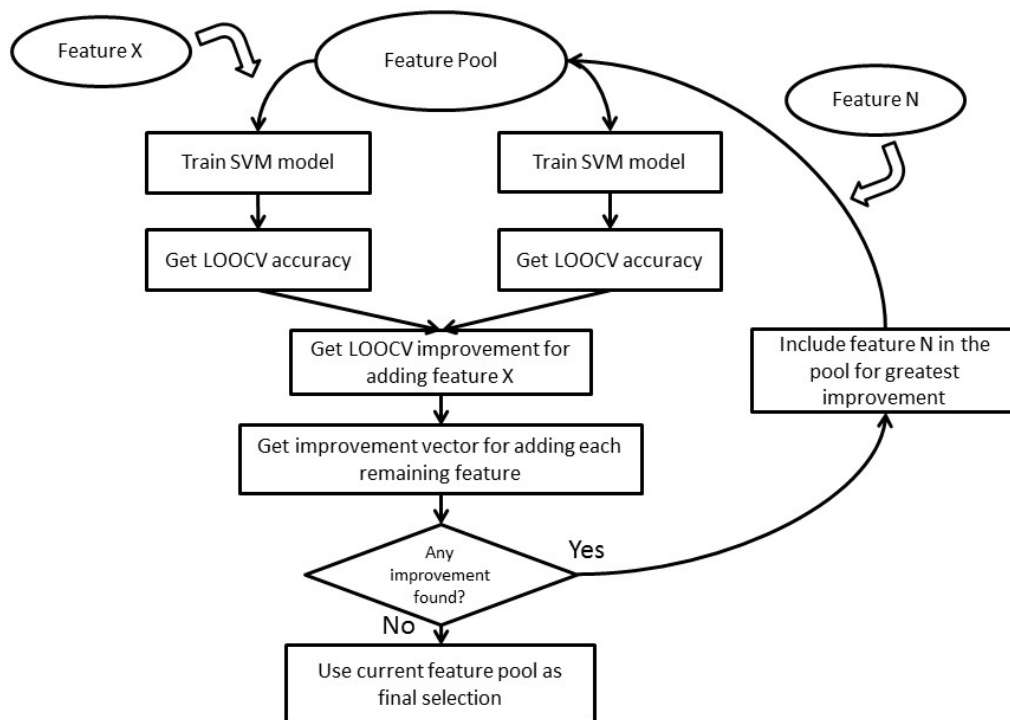 Feature X
Feature Pool
Feature N
Train SVM model
Train SVM model
Get LOOCV accuracy
Get LOOCV accuracy
Get LOOCV improvement for
adding feature X
Include feature N in the
pool for greatest
improvement
Get improvement vector for adding each
remaining feature
Any
improvement
found?
Yes
No
Use current feature pool as
final selection